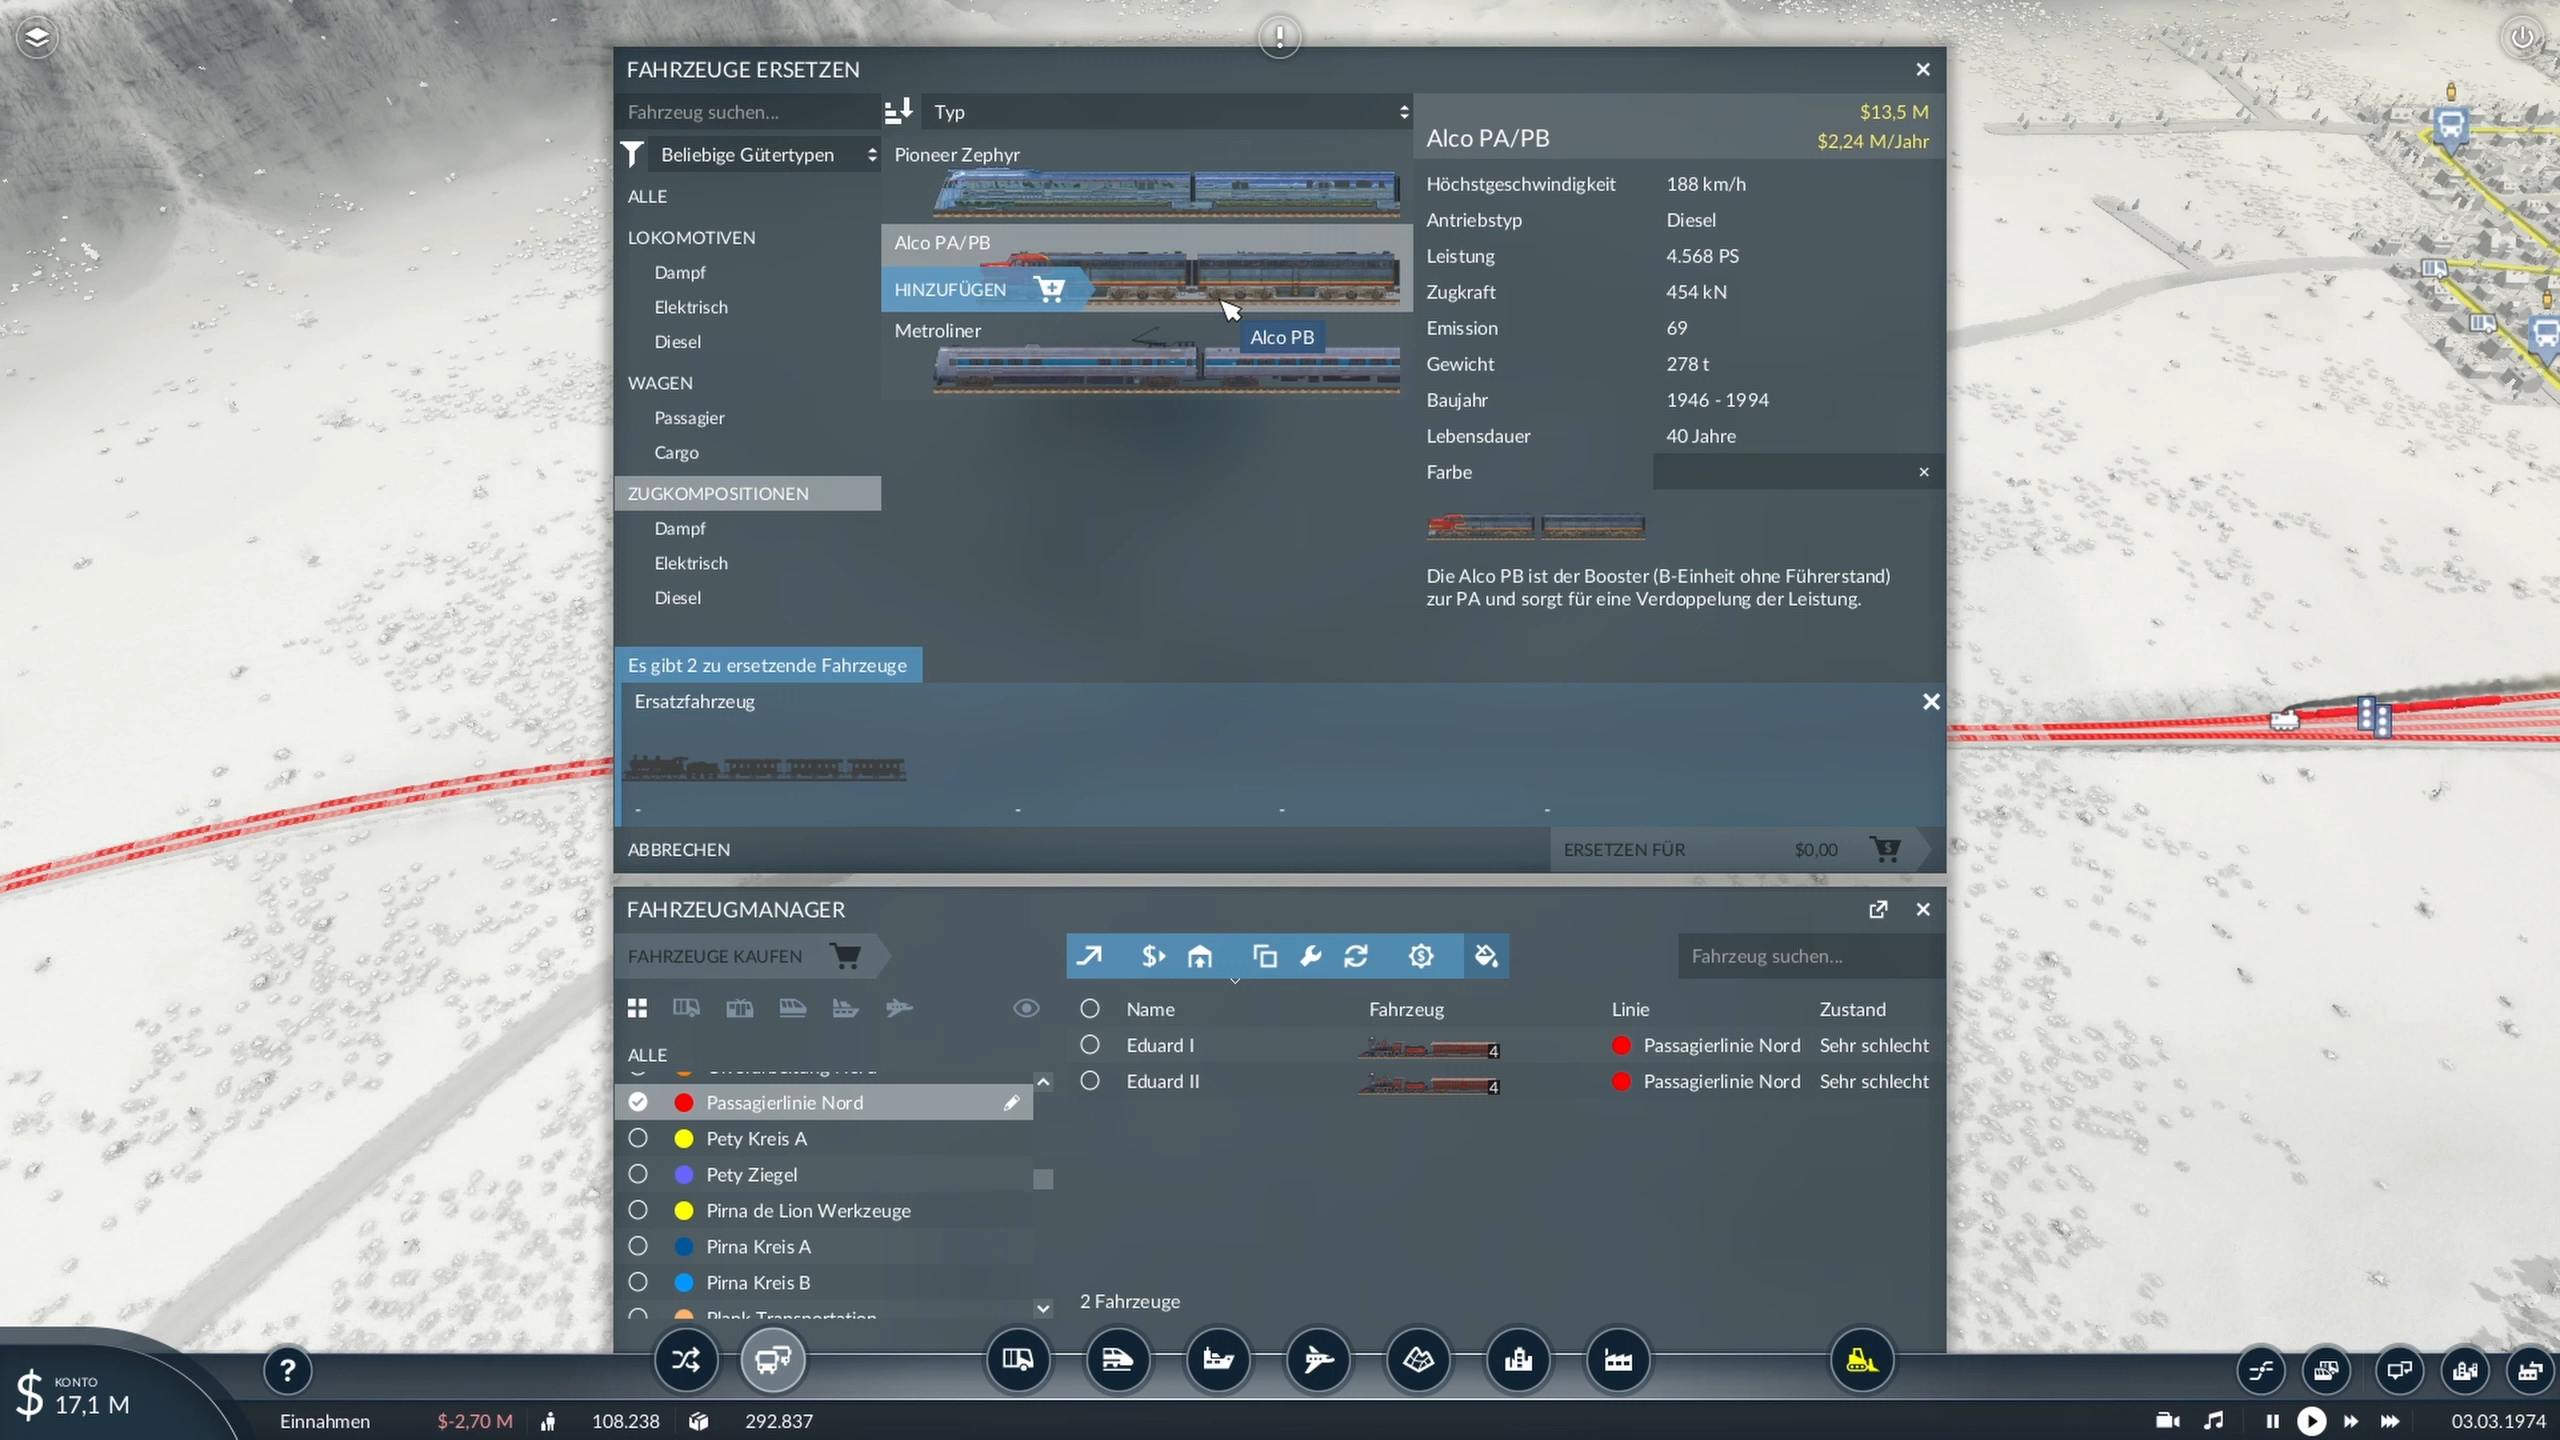 FAHRZEUGE ERSETZEN
Fahrzeug suchen...
Typ
Beliebige Gütertypen
ALLE
LOKOMOTIVEN
Dampf
Elektrisch
Diesel
WAGEN
Passagier
Cargo
ZUGKOMPOSITIONEN
Dampf
Elektrisch
Diesel
Pioneer Zephyr
Alco PA/PB
HINZUFÜGEN
Metroliner
Alco PB
Alco PA/PB
$13,5 M
$2,24 M/Jahr
Höchstgeschwindigkeit 188 km/h
Antriebstyp Diesel
Leistung 4.568 PS
Zugkraft 454 kN
Emission 69
Gewicht 278 t
Baujahr 1946 - 1994
Lebensdauer 40 Jahre
Farbe
Die Alco PB ist der Booster (B-Einheit ohne Führerstand)
zur PA und sorgt für eine Verdoppelung der Leistung.
Es gibt 2 zu ersetzende Fahrzeuge
Ersatzfahrzeug
- - - -
ABBRECHEN
ERSETZEN FÜR $0,00
FAHRZEUGMANAGER
FAHRZEUGE KAUFEN
Fahrzeug suchen...
ALLE
Passagierlinie Nord
Pety Kreis A
Pety Ziegel
Pirna de Lion Werkzeuge
Pirna Kreis A
Pirna Kreis B
Plank Transportation
Name Fahrzeug Linie Zustand
Eduard I 4 Passagierlinie Nord Sehr schlecht
Eduard II 4 Passagierlinie Nord Sehr schlecht
2 Fahrzeuge
KONTO
17,1 M
Einnahmen $-2,70 M 108.238 292.837
03.03.1974